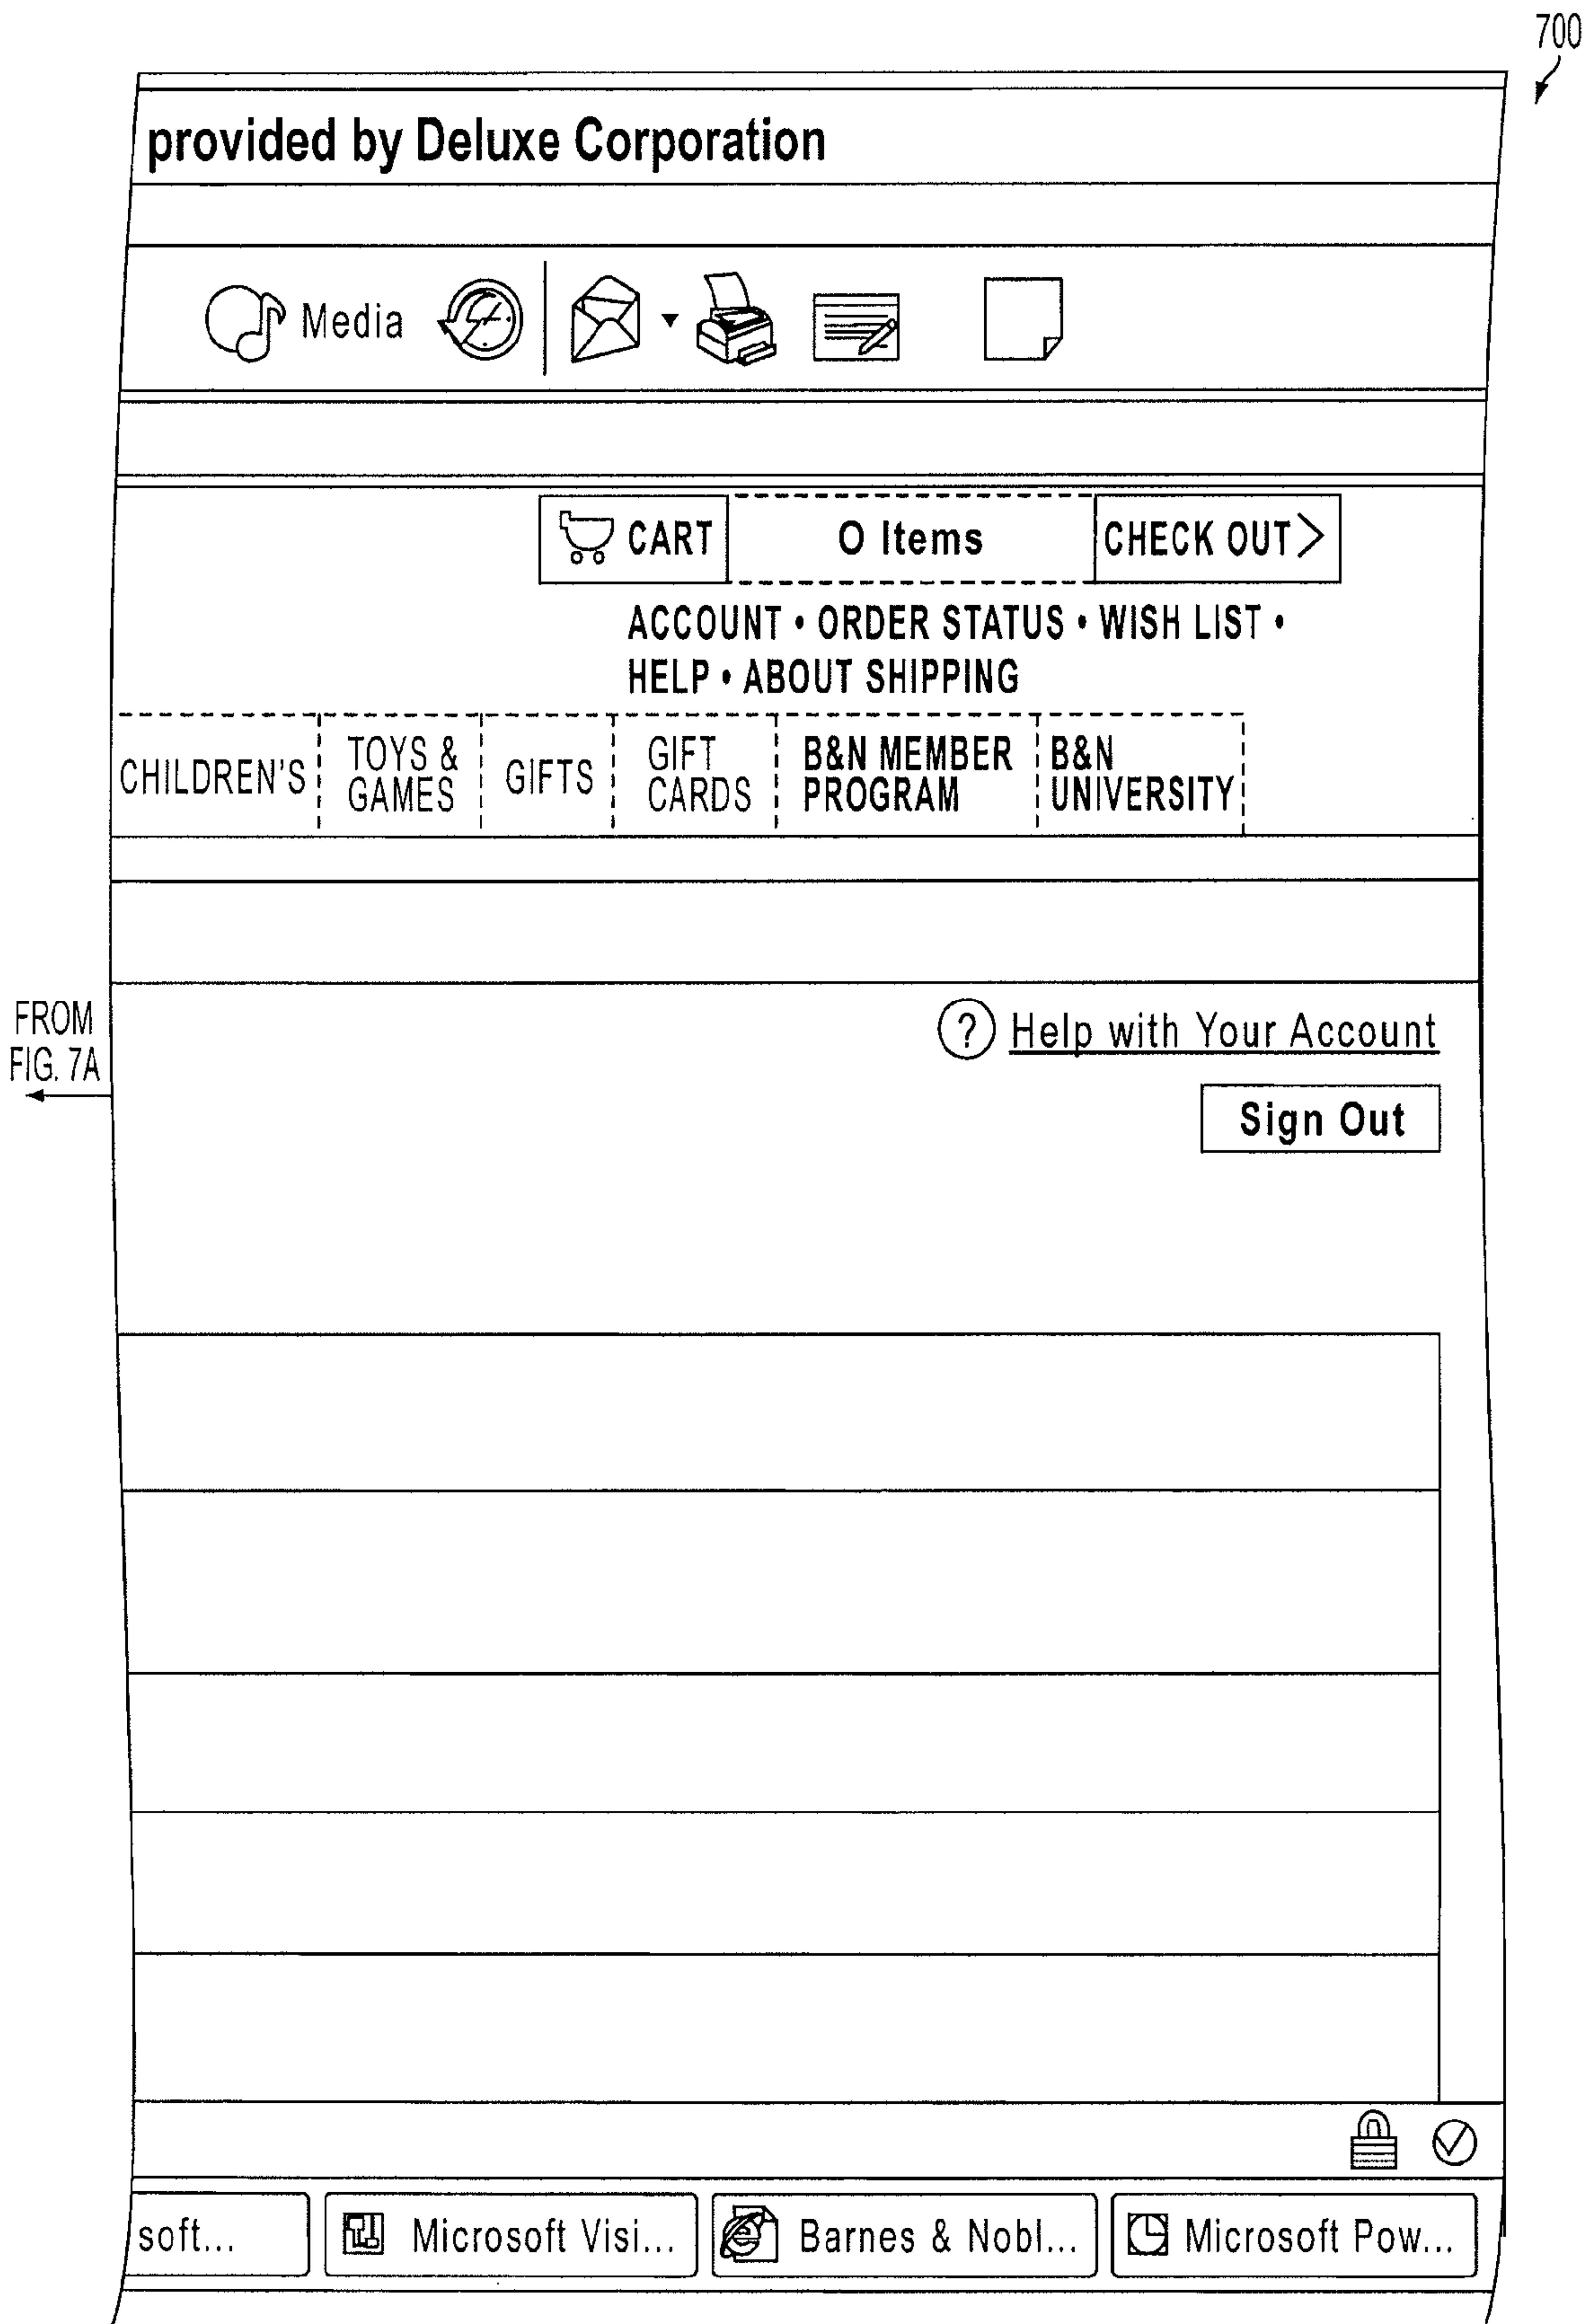 700
provided by Deluxe Corporation
Media
CART
0 Items
CHECK OUT>
ACCOUNT • ORDER STATUS • WISH LIST •
HELP • ABOUT SHIPPING
CHILDREN'S
TOYS &
GAMES
GIFTS
GIFT
CARDS
B&N MEMBER
PROGRAM
B&N
UNIVERSITY
FROM
FIG. 7A
? Help with Your Account
Sign Out
soft...
Microsoft Visi...
Barnes & Nobl...
Microsoft Pow...